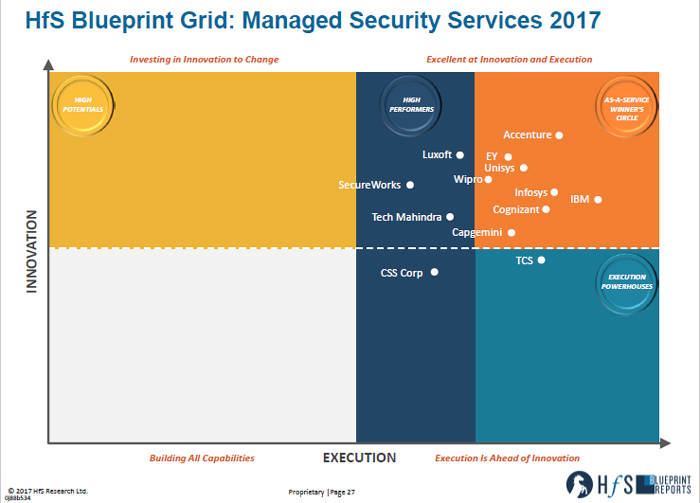 HfS Blueprint Grid: Managed Security Services 2017
Investing in Innovation to Change
Excellent at Innovation and Execution
HIGH
POTENTIALS
HIGH
PERFORMERS
AS-A-SERVICE
WINNER'S
CIRCLE
Accenture
Luxoft
EY
Unisys
Wipro
SecureWorks
Infosys
IBM
Cognizant
Tech Mahindra
Capgemini
TCS
CSS Corp
EXECUTION
POWERHOUSES
INNOVATION
Building All Capabilities
EXECUTION
Execution Is Ahead of Innovation
© 2017 HfS Research Ltd.
Proprietary | Page 27
HfS
BLUEPRINT
REPORTS